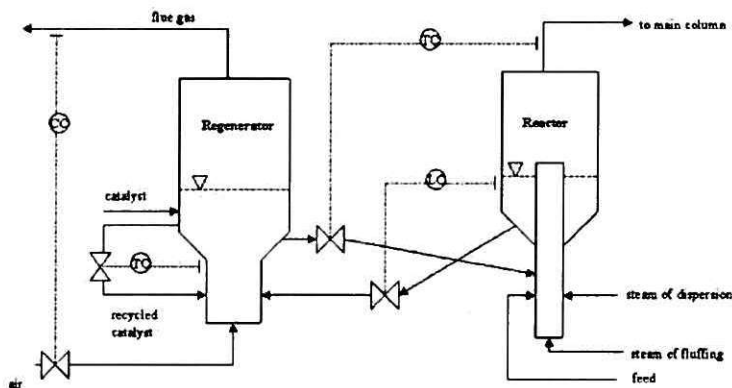 flue gas
to main column
TC
CC
Regenerator
Reactor
LC
catalyst
TC
recycled
catalyst
steam of dispersion
steam of fluffing
air
feed